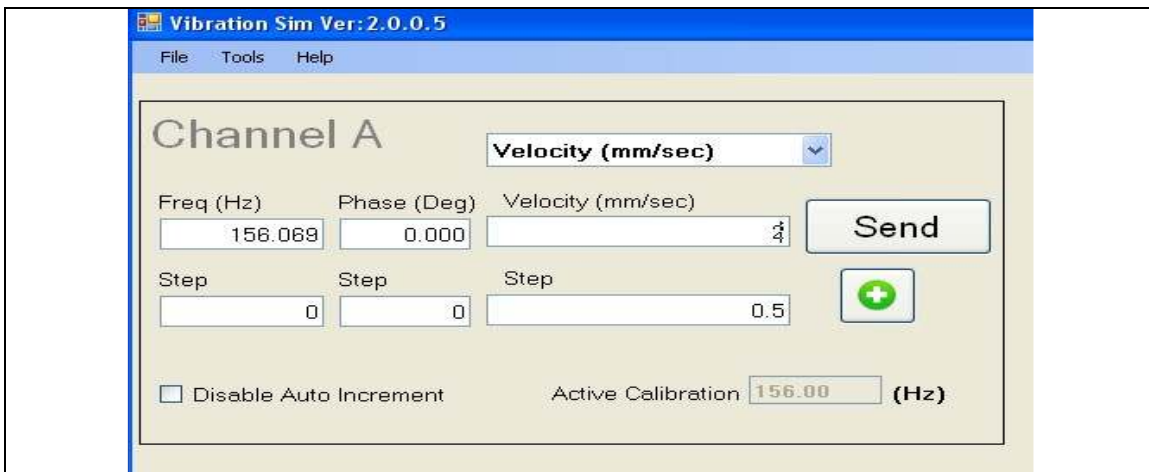 Vibration Sim Ver:2.0.0.5
File Tools Help
Channel A
Velocity (mm/sec)
Freq (Hz) Phase (Deg) Velocity (mm/sec)
156.069 0.000 Send
Step Step Step
0 0 0.5
Disable Auto Increment Active Calibration 156.00 (Hz)